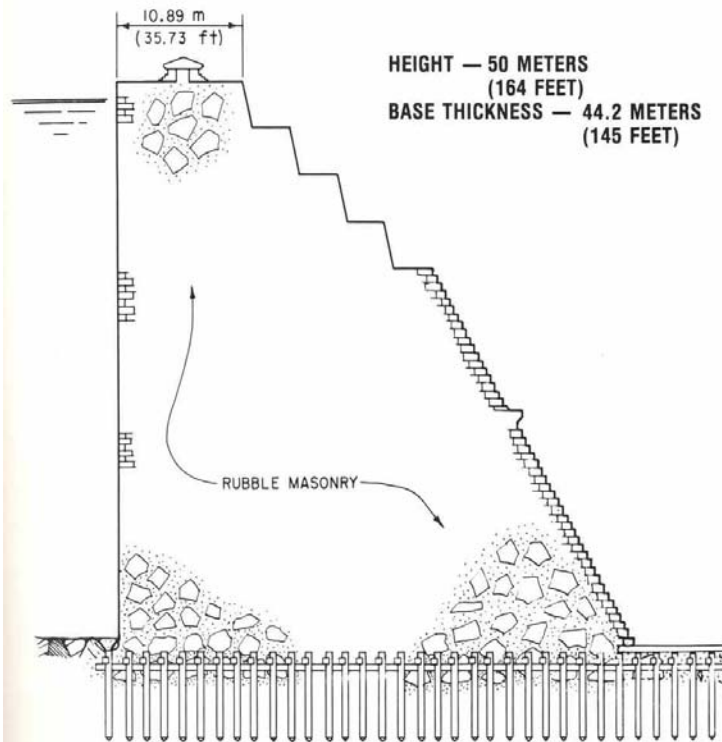 10.89 m
(35.73 ft)
HEIGHT — 50 METERS
(164 FEET)
BASE THICKNESS — 44.2 METERS
(145 FEET)
RUBBLE MASONRY